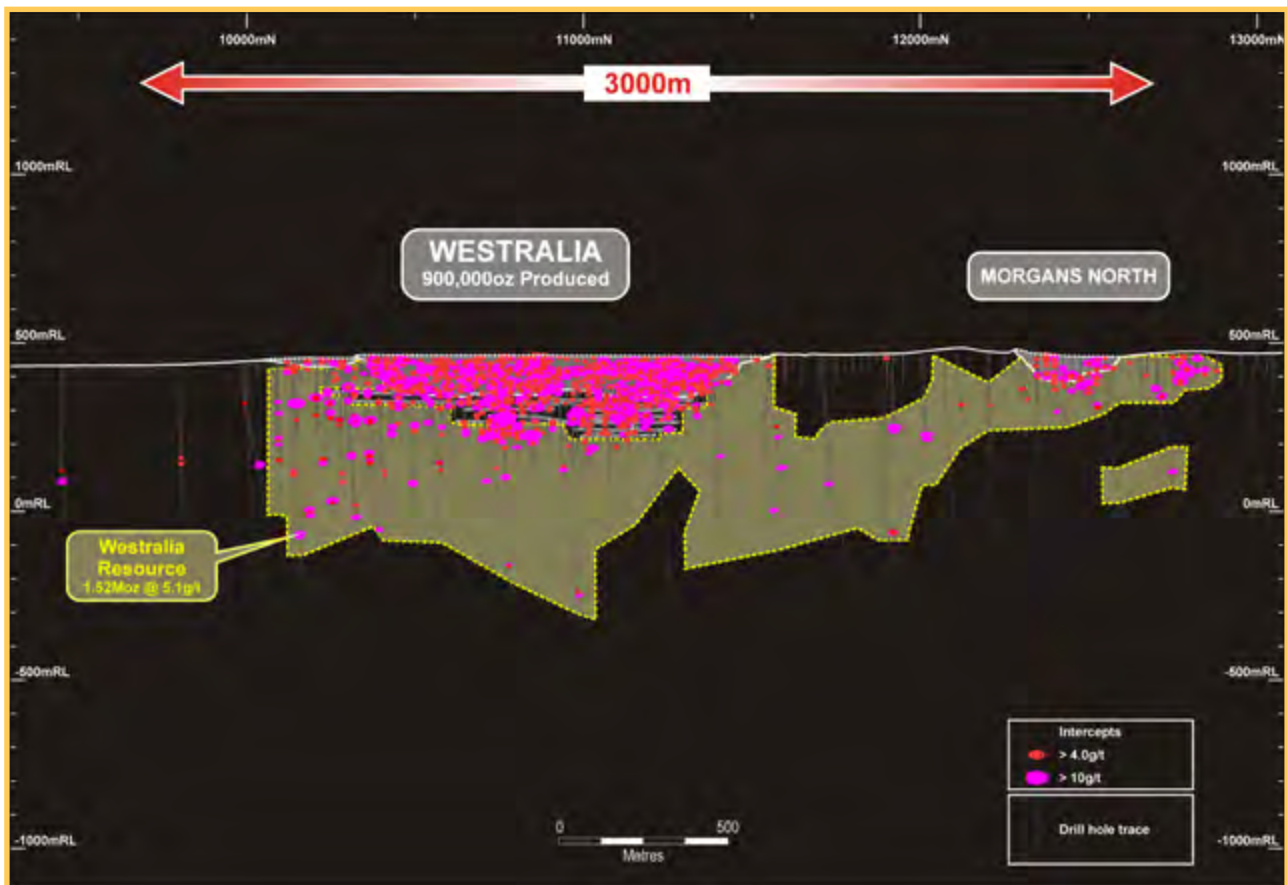 10000mN 11000mN 12000mN 13000mN
3000m
1000mRL 1000mRL
WESTRALIA
900,000oz Produced
MORGANS NORTH
500mRL 500mRL
0mRL 0mRL
Westralia
Resource
1.52Moz @ 5.1g/t
-500mRL -500mRL
Intercepts
> 4.0g/t
> 10g/t
0 500
Metres
Drill hole trace
-1000mRL -1000mRL